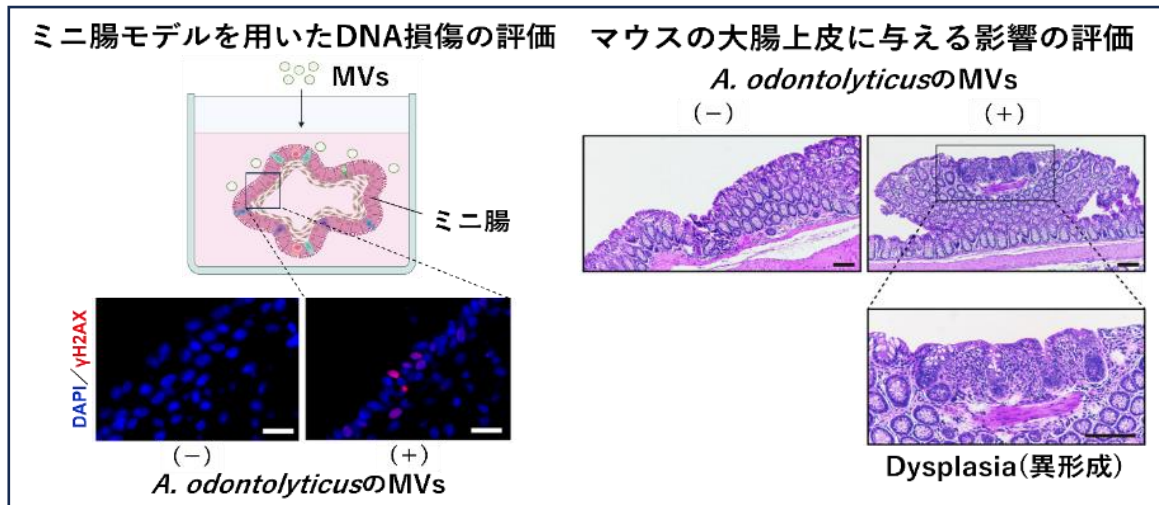 ミニ腸モデルを用いたDNA損傷の評価
MVs
ミニ腸
DAPI/γH2AX
(−)
(+)
A. odontolyticusのMVs
マウスの大腸上皮に与える影響の評価
A. odontolyticusのMVs
(−)
(+)
Dysplasia(異形成)